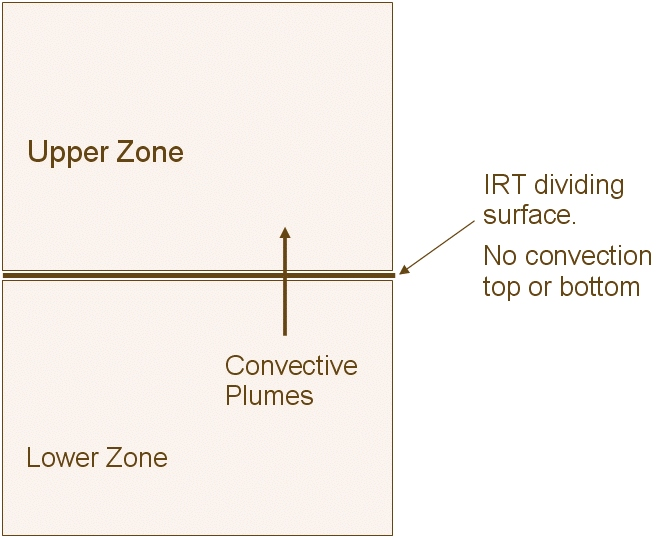 Upper Zone
IRT dividing
surface.
No convection
top or bottom
Convective
Plumes
Lower Zone